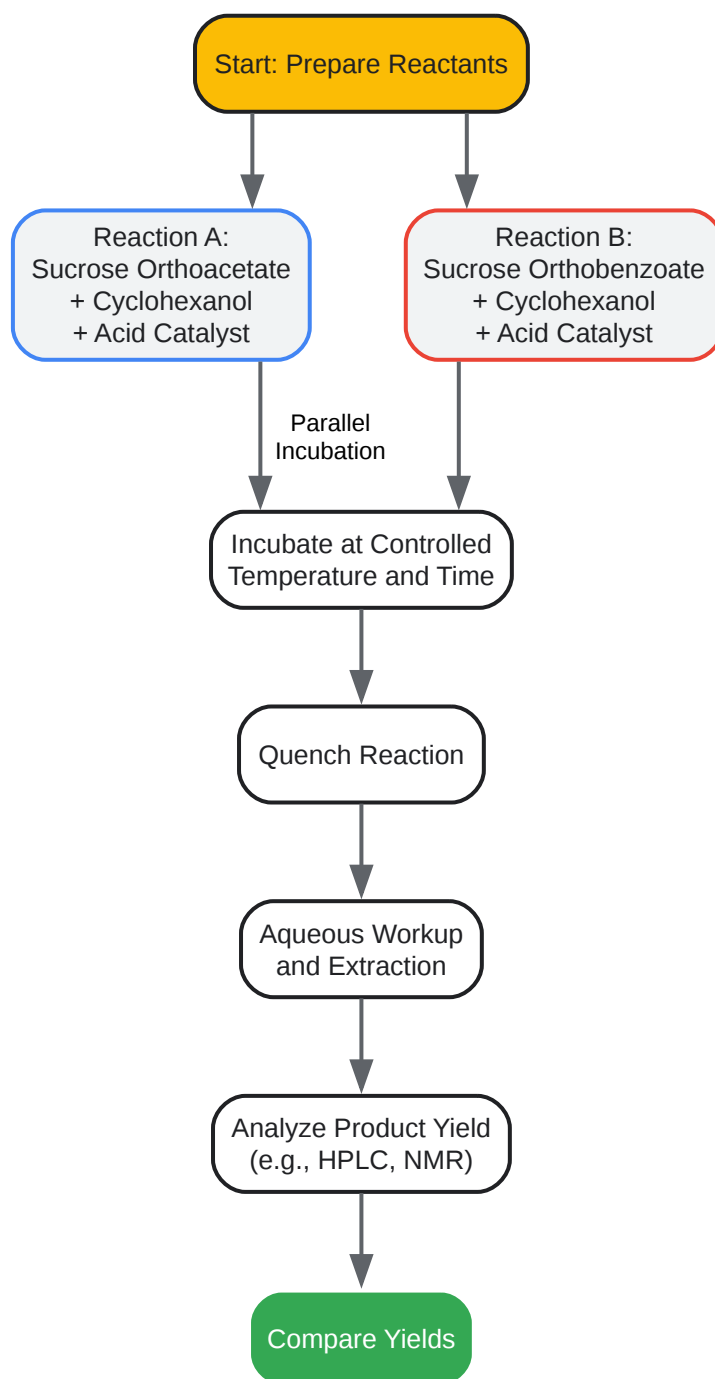 Start: Prepare Reactants
Reaction A:
Sucrose Orthoacetate
+ Cyclohexanol
+ Acid Catalyst
Reaction B:
Sucrose Orthobenzoate
+ Cyclohexanol
+ Acid Catalyst
Parallel
Incubation
Incubate at Controlled
Temperature and Time
Quench Reaction
Aqueous Workup
and Extraction
Analyze Product Yield
(e.g., HPLC, NMR)
Compare Yields